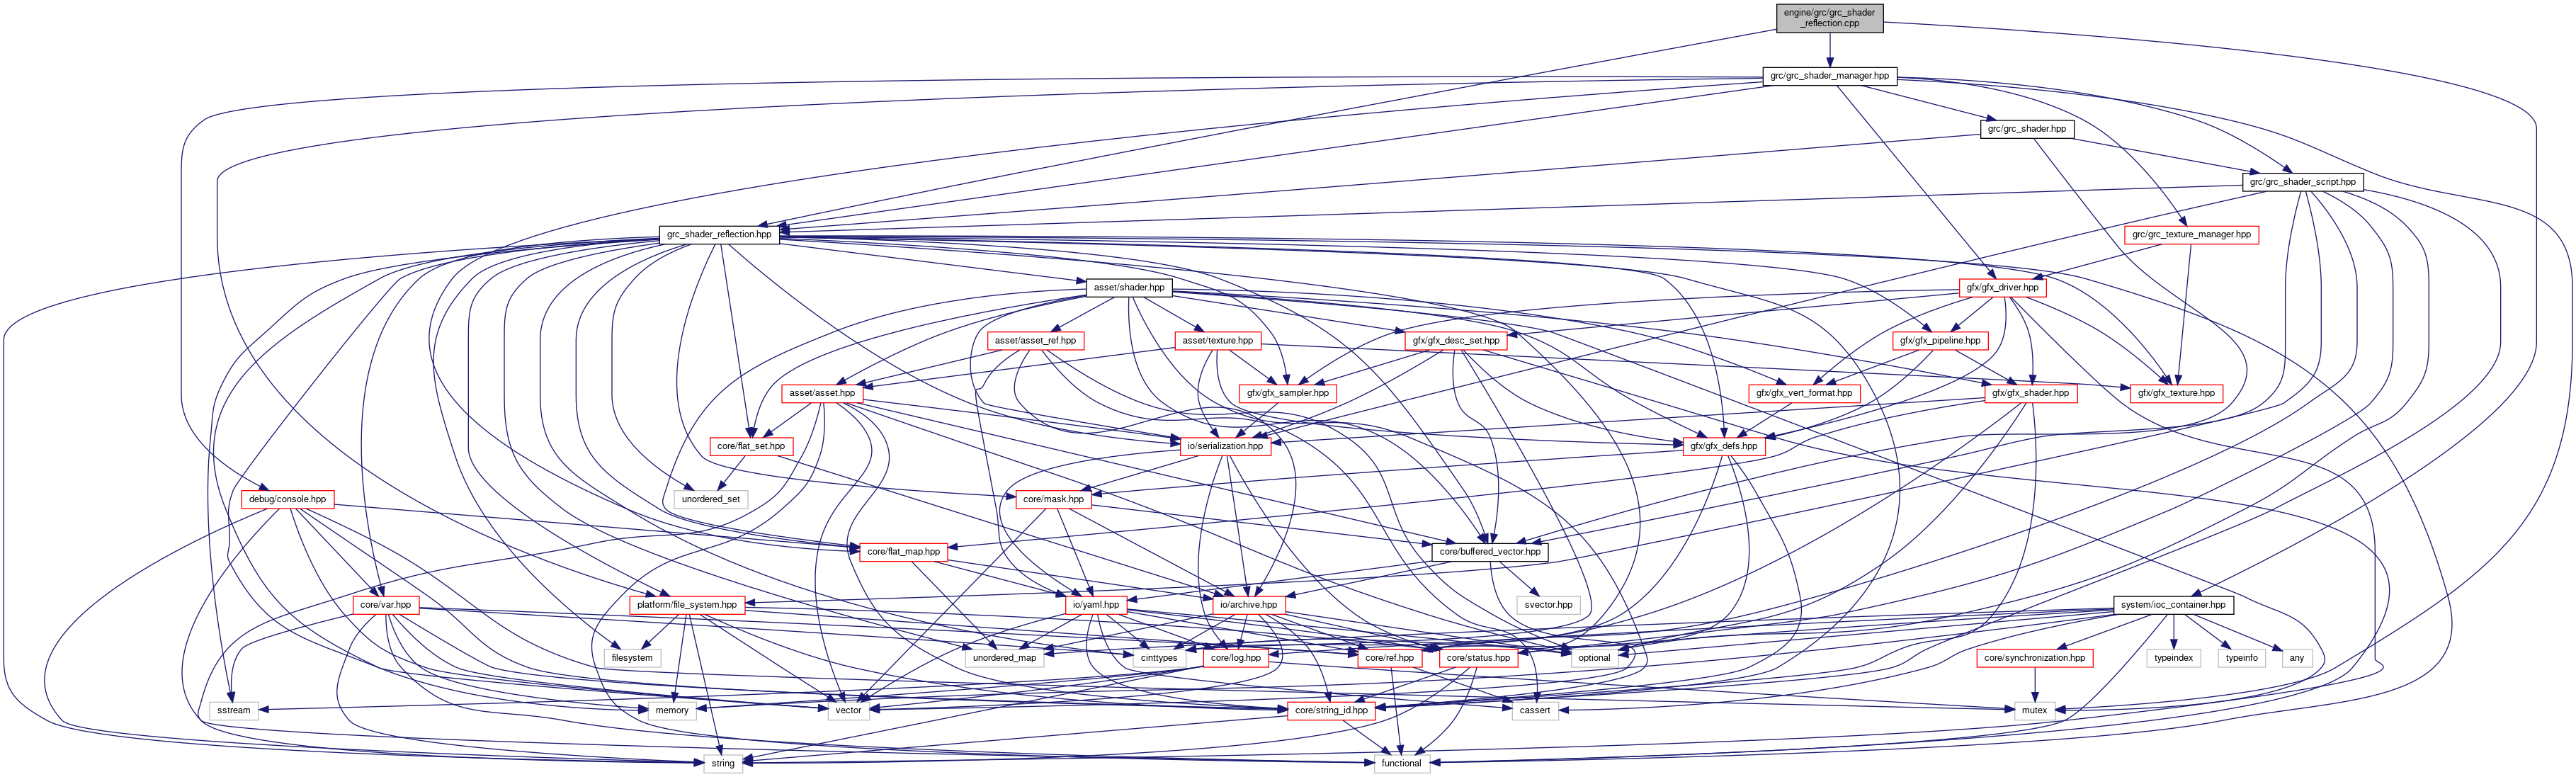 engine/grc/grc_shader
_reflection.cpp
grc/grc_shader_manager.hpp
grc/grc_shader.hpp
grc/grc_shader_script.hpp
grc_shader_reflection.hpp
grc/grc_texture_manager.hpp
asset/shader.hpp
gfx/gfx_driver.hpp
asset/asset_ref.hpp
asset/texture.hpp
gfx/gfx_desc_set.hpp
gfx/gfx_pipeline.hpp
asset/asset.hpp
gfx/gfx_sampler.hpp
gfx/gfx_vert_format.hpp
gfx/gfx_shader.hpp
gfx/gfx_texture.hpp
core/flat_set.hpp
io/serialization.hpp
gfx/gfx_defs.hpp
debug/console.hpp
unordered_set
core/mask.hpp
core/flat_map.hpp
core/buffered_vector.hpp
core/var.hpp
platform/file_system.hpp
io/yaml.hpp
io/archive.hpp
svector.hpp
system/ioc_container.hpp
filesystem
unordered_map
cinttypes
core/log.hpp
core/ref.hpp
core/status.hpp
optional
core/synchronization.hpp
typeindex
typeinfo
any
sstream
memory
vector
core/string_id.hpp
cassert
mutex
string
functional